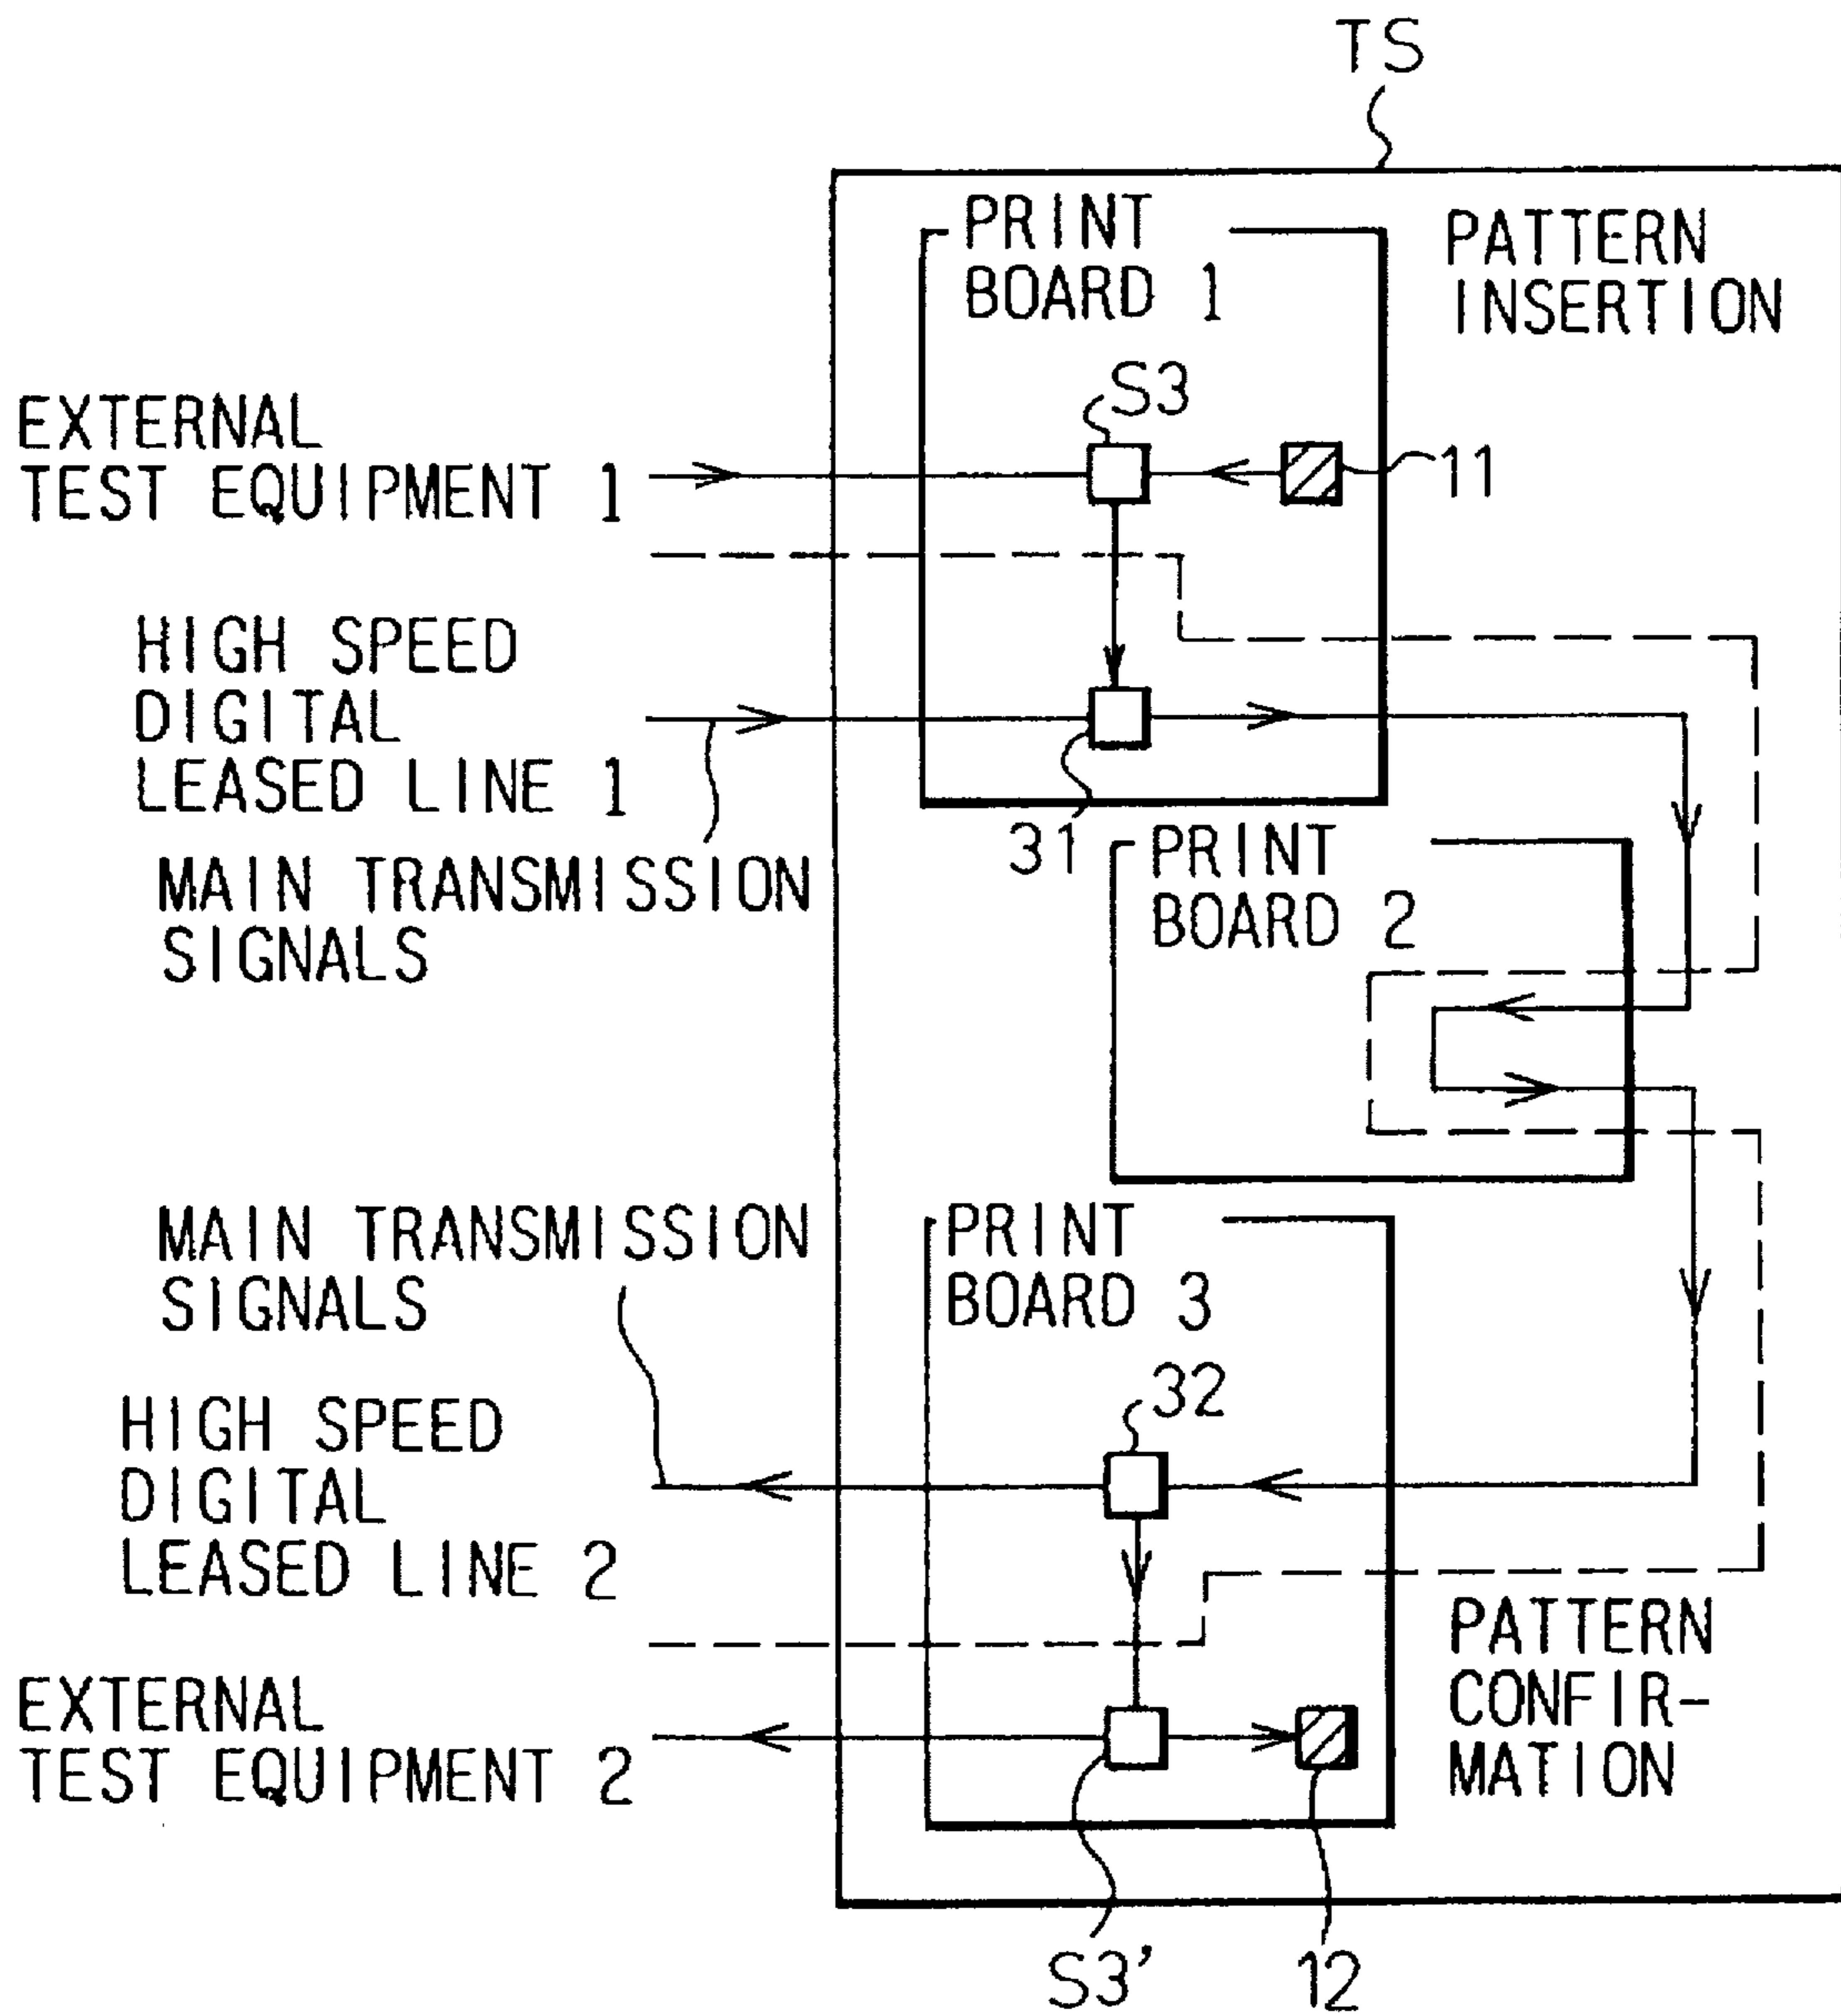 TS
PRINT
BOARD 1
PATTERN
INSERTION
S3
11
EXTERNAL
TEST EQUIPMENT 1
HIGH SPEED
DIGITAL
LEASED LINE 1
31
MAIN TRANSMISSION
SIGNALS
PRINT
BOARD 2
MAIN TRANSMISSION
SIGNALS
PRINT
BOARD 3
32
HIGH SPEED
DIGITAL
LEASED LINE 2
EXTERNAL
TEST EQUIPMENT 2
PATTERN
CONFIR-
MATION
S3'
12